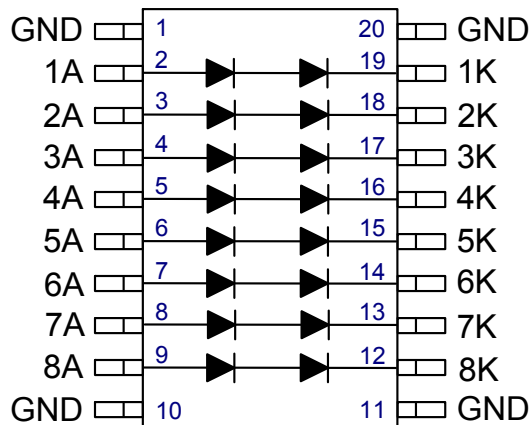 GND 1 20 GND
1A 2 19 1K
2A 3 18 2K
3A 4 17 3K
4A 5 16 4K
5A 6 15 5K
6A 7 14 6K
7A 8 13 7K
8A 9 12 8K
GND 10 11 GND